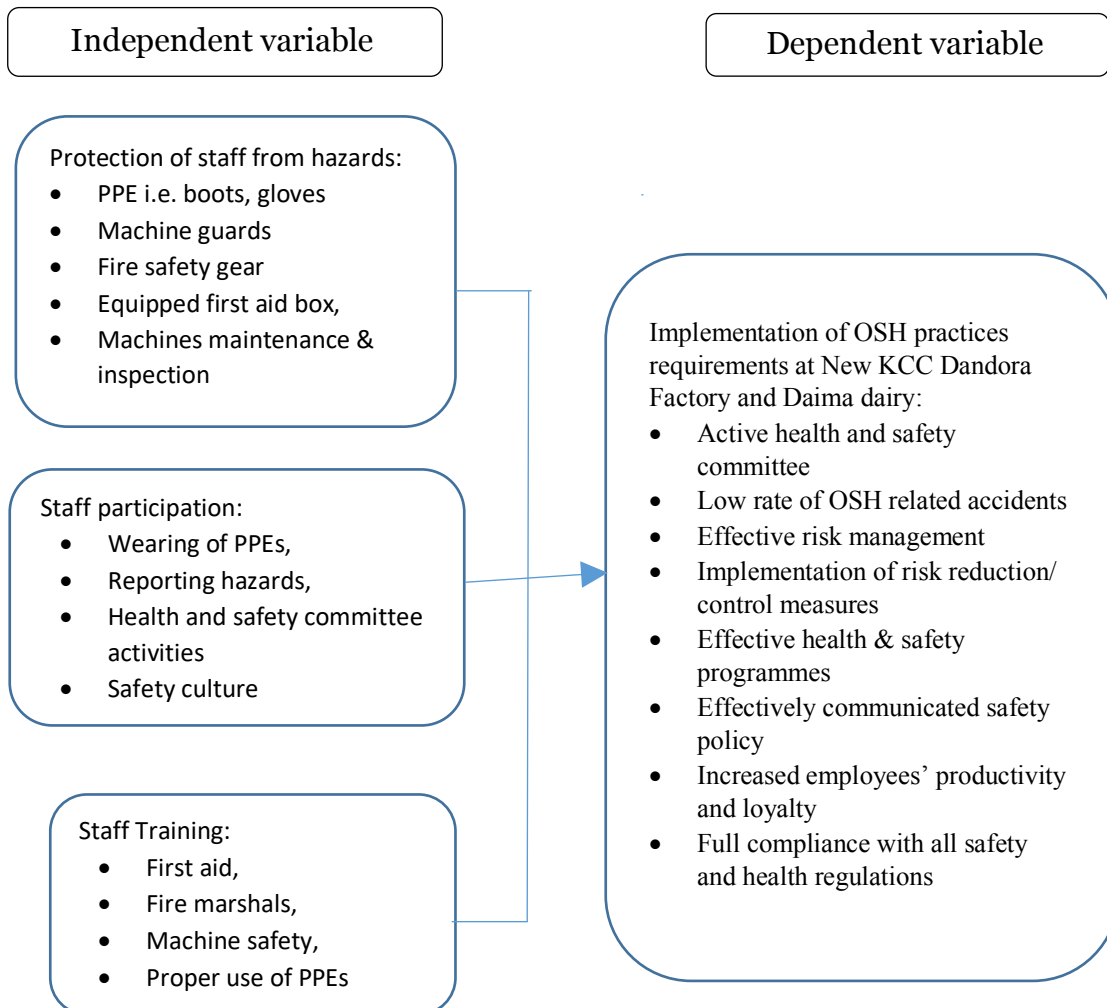 Independent variable
Dependent variable
Protection of staff from hazards:
• PPE i.e. boots, gloves
• Machine guards
• Fire safety gear
• Equipped first aid box,
• Machines maintenance &
inspection
Staff participation:
• Wearing of PPEs,
• Reporting hazards,
• Health and safety committee
activities
• Safety culture
Staff Training:
• First aid,
• Fire marshals,
• Machine safety,
• Proper use of PPEs
Implementation of OSH practices
requirements at New KCC Dandora
Factory and Daima dairy:
• Active health and safety
committee
• Low rate of OSH related accidents
• Effective risk management
• Implementation of risk reduction/
control measures
• Effective health & safety
programmes
• Effectively communicated safety
policy
• Increased employees’ productivity
and loyalty
• Full compliance with all safety
and health regulations